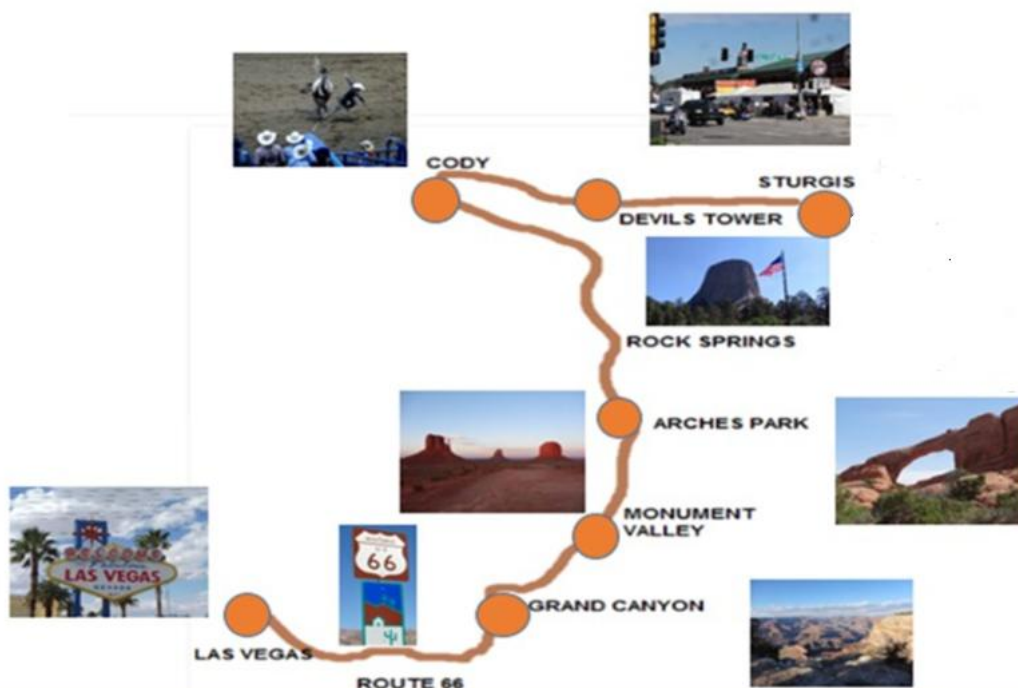 CODY
STURGIS
DEVILS TOWER
ROCK SPRINGS
ARCHES PARK
MONUMENT
VALLEY
66
LAS VEGAS
GRAND CANYON
LAS VEGAS
ROUTE 66